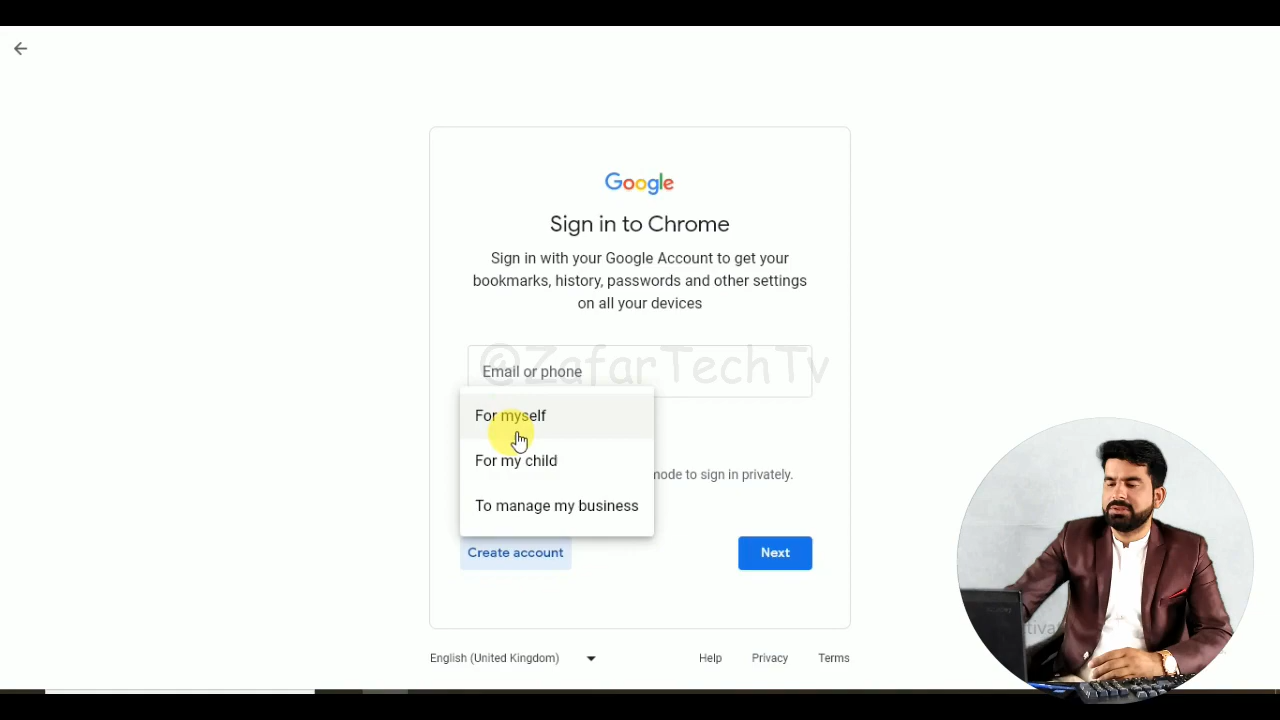 Google
Sign in to Chrome
Sign in with your Google Account to get your
bookmarks, history, passwords and other settings
on all your devices
@ZafarTechTv
Email or phone
For myself
For my child
mode to sign in privately.
To manage my business
Create account
Next
English (United Kingdom)
Help
Privacy
Terms